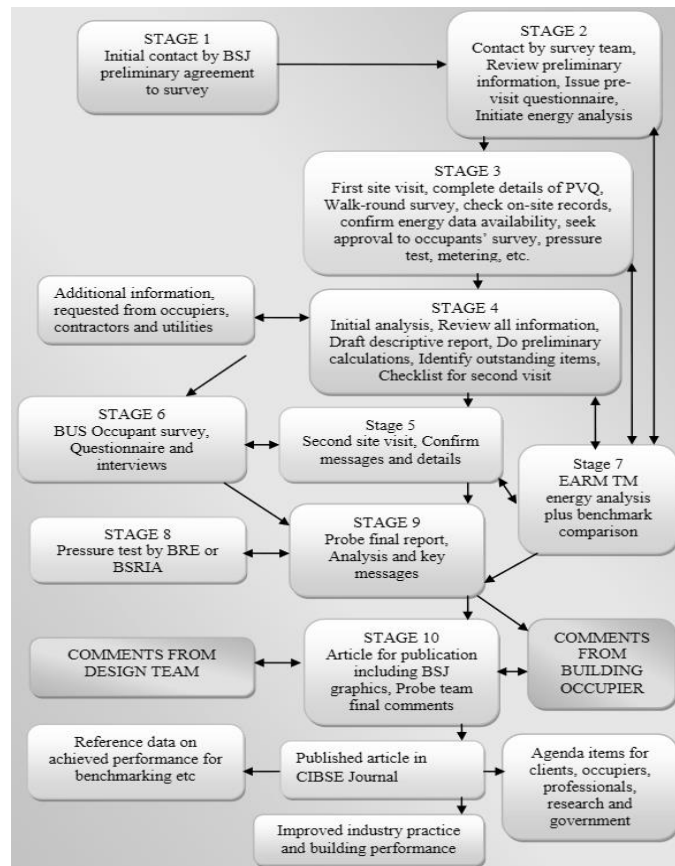 STAGE 1
Initial contact by BSJ
preliminary agreement
to survey
STAGE 2
Contact by survey team,
Review preliminary
information, Issue pre-
visit questionnaire,
Initiate energy analysis
STAGE 3
First site visit, complete details of PVQ,
Walk-round survey, check on-site records,
confirm energy data availability, seek
approval to occupants’ survey, pressure
test, metering, etc.
Additional information,
requested from occupiers,
contractors and utilities
STAGE 4
Initial analysis, Review all information,
Draft descriptive report, Do preliminary
calculations, Identify outstanding items,
Checklist for second visit
STAGE 6
BUS Occupant survey,
Questionnaire and
interviews
Stage 5
Second site visit, Confirm
messages and details
Stage 7
EARM TM
energy analysis
plus benchmark
comparison
STAGE 8
Pressure test by BRE or
BSRIA
STAGE 9
Probe final report,
Analysis and key
messages
COMMENTS FROM
DESIGN TEAM
STAGE 10
Article for publication
including BSJ
graphics, Probe team
final comments
COMMENTS
FROM
BUILDING
OCCUPIER
Reference data on
achieved performance for
benchmarking etc
Published article in
CIBSE Journal
Agenda items for
clients, occupiers,
professionals,
research and
government
Improved industry practice
and building performance